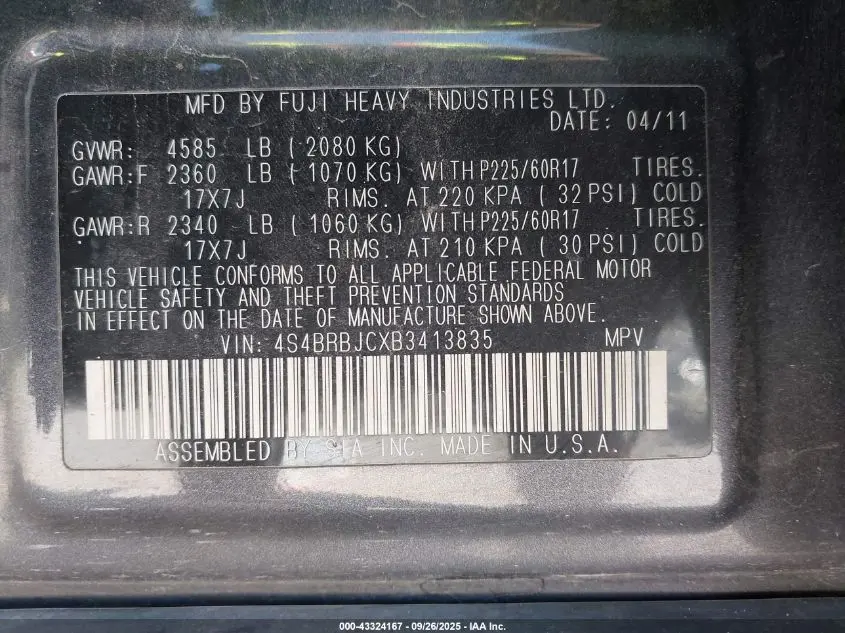 MFD BY FUJI HEAVY INDUSTRIES LTD.
DATE: 04/11
GVWR: 4585 LB ( 2080 KG)
GAWR:F 2360 LB ( 1070 KG) WITH P225/60R17 TIRES.
17X7J RIMS. AT 220 KPA ( 32 PSI) COLD
GAWR:R 2340 LB ( 1060 KG) WITH P225/60R17 TIRES.
17X7J RIMS. AT 210 KPA ( 30 PSI) COLD
THIS VEHICLE CONFORMS TO ALL APPLICABLE FEDERAL MOTOR
VEHICLE SAFETY AND THEFT PREVENTION STANDARDS
IN EFFECT ON THE DATE OF MANUFACTURE SHOWN ABOVE.
VIN: 4S4BRBJCXB3413835 MPV
ASSEMBLED BY SIA INC. MADE IN U.S.A.
000-43324167 - 09/26/2025 - IAA Inc.